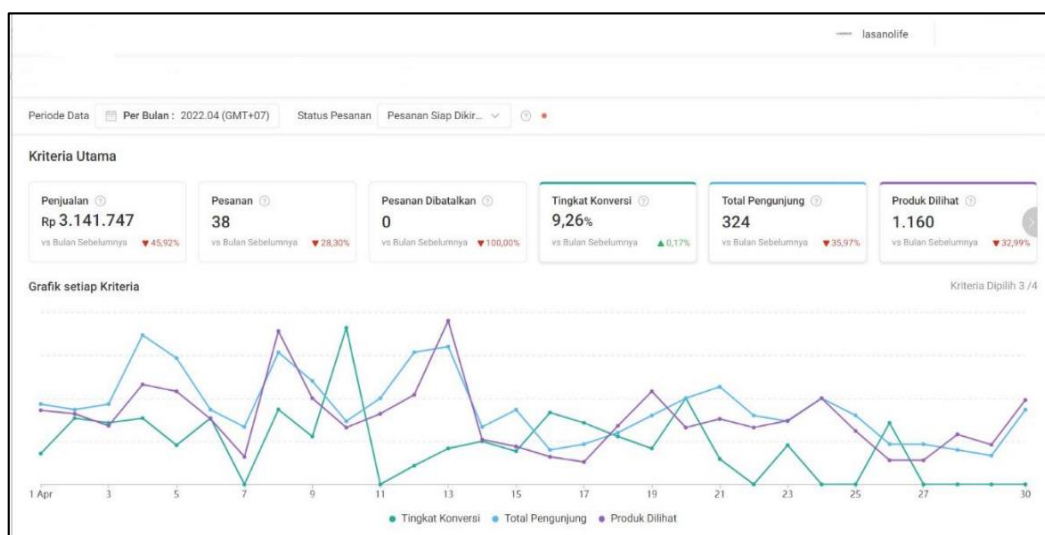 lasanolife
Periode Data Per Bulan : 2022.04 (GMT+07) Status Pesanan Pesanan Siap Dikir...
Kriteria Utama
Penjualan Pesanan Pesanan Dibatalkan Tingkat Konversi Total Pengunjung Produk Dilihat
Rp 3.141.747 38 0 9,26% 324 1.160
vs Bulan Sebelumnya ▼45,92% vs Bulan Sebelumnya ▼28,30% vs Bulan Sebelumnya ▼100,00% vs Bulan Sebelumnya ▲0,17% vs Bulan Sebelumnya ▼35,97% vs Bulan Sebelumnya ▼32,99%
Grafik setiap Kriteria Kriteria Dipilih 3 /4
1 Apr 3 5 7 9 11 13 15 17 19 21 23 25 27 30
Tingkat Konversi Total Pengunjung Produk Dilihat